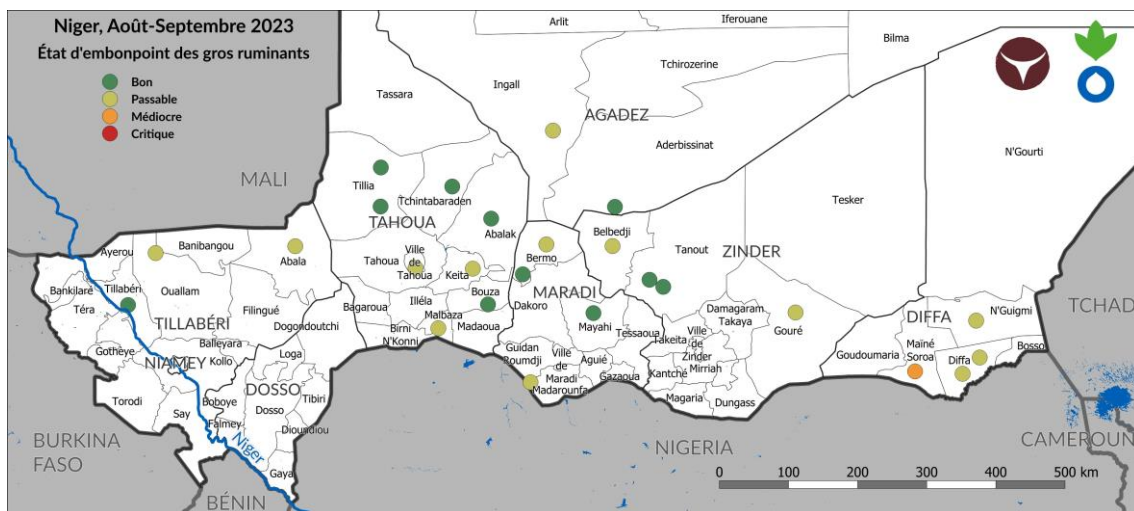 Niger, Août-Septembre 2023
État d'embonpoint des gros ruminants
Bon
Passable
Médiocre
Critique
Arlit
Iferouane
Bilma
Tchirozerine
Ingall
Tassara
AGADEZ
Aderbissinat
N'Gourti
MALI
Tillia
Tchintabaraden
Tesker
TAHOUA
Abalak
Belbedji
Tanout
ZINDER
Ayerou
Banibangou
Abala
Tahoua
Ville
de
Tahoua
Keita
Bermo
Bankilaré
Tillabéri
Ouallam
Bouza
Dakoro
MARADI
Téra
Filingué
Bagaroua
Illéla
Malbaza
Madaoua
Mayahi
Damagaram
Takaya
Gouré
DIFFA
N'Guigmi
TCHAD
TILLABÉRI
Dogondoutchi
Birni
N'Konni
Tessaoua
Takeita
Ville
de
Zinder
Mirriah
Goudoumaria
Maïné
Soroa
Diffa
Bosso
Gotheye
Balleyara
NIAMEY
Kollo
Loga
Guidan
Roumdji
Ville
de
Maradi
Aguié
Kantché
Madarounfa
Gazaoua
Magaria
Dungass
Torodi
Say
Boboye
DOSSO
Dosso
Tibiri
Falmey
Dioundiou
Niger
Gaya
BURKINA
FASO
BÉNIN
NIGERIA
CAMEROUN
0 100 200 300 400 500 km